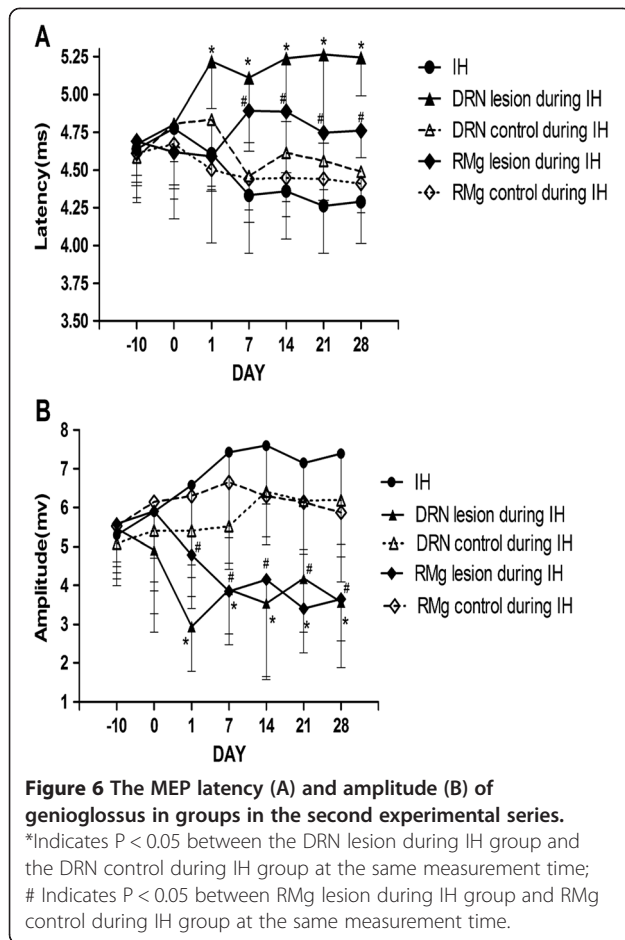 A
Latency(ms)
5.25
5.00
4.75
4.50
4.25
4.00
3.75
3.50
* * * * *
# # # #
-10 0 1 7 14 21 28
DAY
IH
DRN lesion during IH
DRN control during IH
RMg lesion during IH
RMg control during IH
B
Amplitude(mv)
8
7
6
5
4
3
2
1
# # # # #
* * * * *
-10 0 1 7 14 21 28
DAY
IH
DRN lesion during IH
DRN control during IH
RMg lesion during IH
RMg control during IH
Figure 6 The MEP latency (A) and amplitude (B) of
genioglossus in groups in the second experimental series.
*Indicates P < 0.05 between the DRN lesion during IH group and
the DRN control during IH group at the same measurement time;
# Indicates P < 0.05 between RMg lesion during IH group and RMg
control during IH group at the same measurement time.